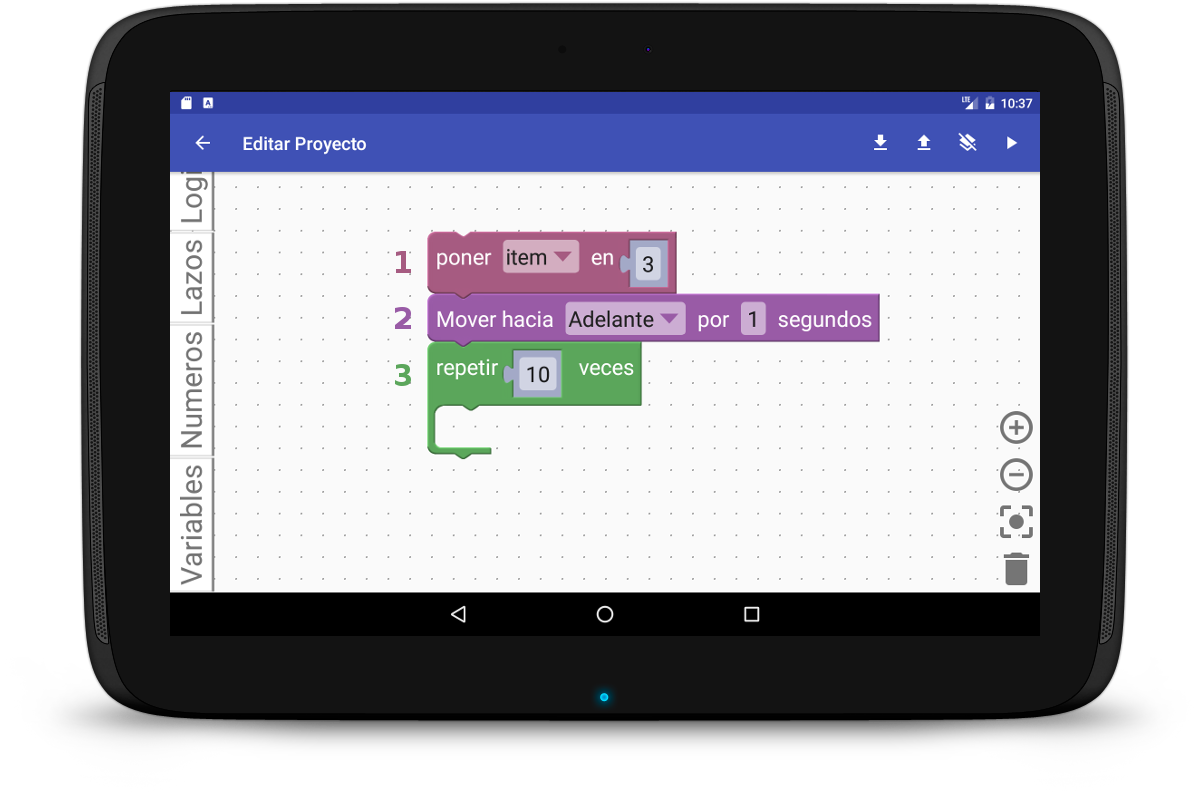 LTE 10:37
Editar Proyecto
Logi
Lazos
Numeros
Variables
1 poner item en 3
2 Mover hacia Adelante por 1 segundos
3 repetir 10 veces